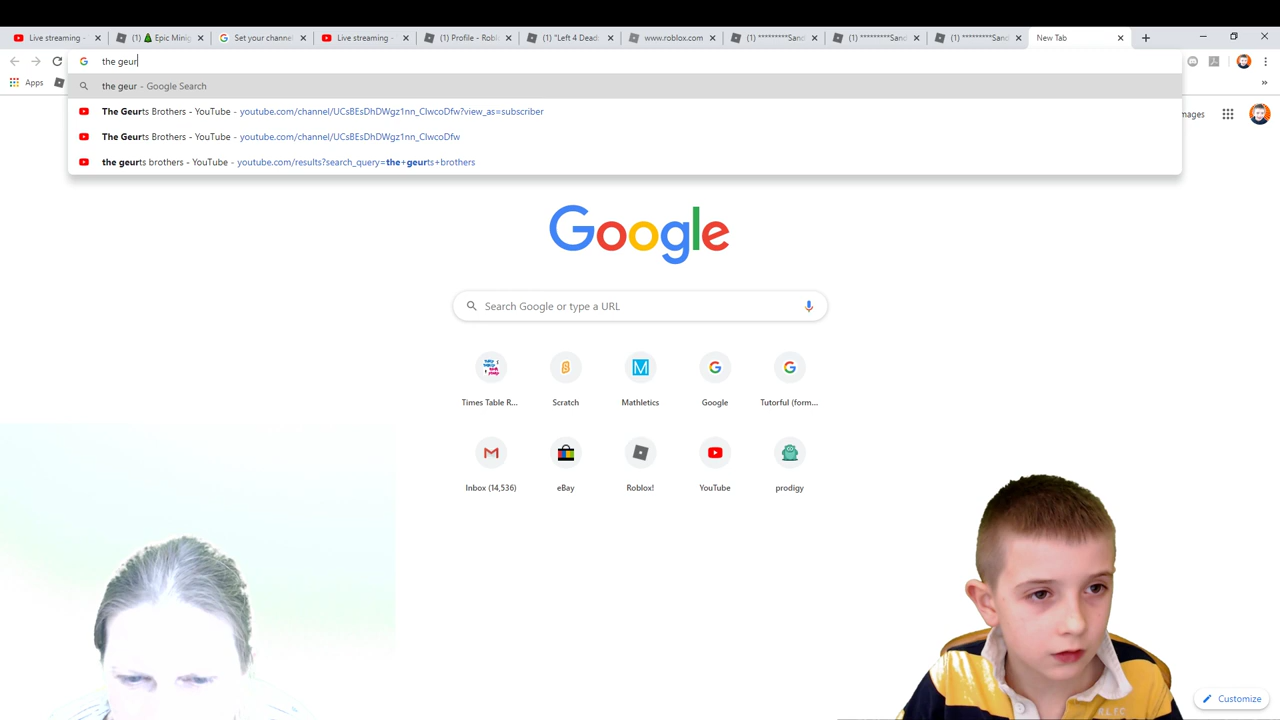 Live streaming -
(1) Epic Minig
Set your channel
Live streaming -
(1) Profile - Robl
(1) "Left 4 Dead
www.roblox.com
(1) *********Sand
(1) *********Sand
(1) *********Sand
New Tab
the geur
Apps
the geur - Google Search
The Geurts Brothers - YouTube - youtube.com/channel/UCsBEsDhDWgz1nn_CIwcoDfw?view_as=subscriber
The Geurts Brothers - YouTube - youtube.com/channel/UCsBEsDhDWgz1nn_CIwcoDfw
the geurts brothers - YouTube - youtube.com/results?search_query=the+geurts+brothers
mages
Google
Search Google or type a URL
Times Table R...
Scratch
Mathletics
Google
Tutorful (form...
Inbox (14,536)
eBay
Roblox!
YouTube
prodigy
Customize